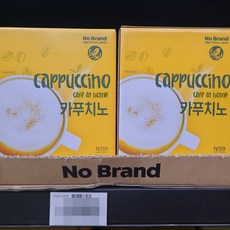 No Brand
No Brand
cappuccino
café at home
카푸치노
cappuccino
café at home
카푸치노
No Brand